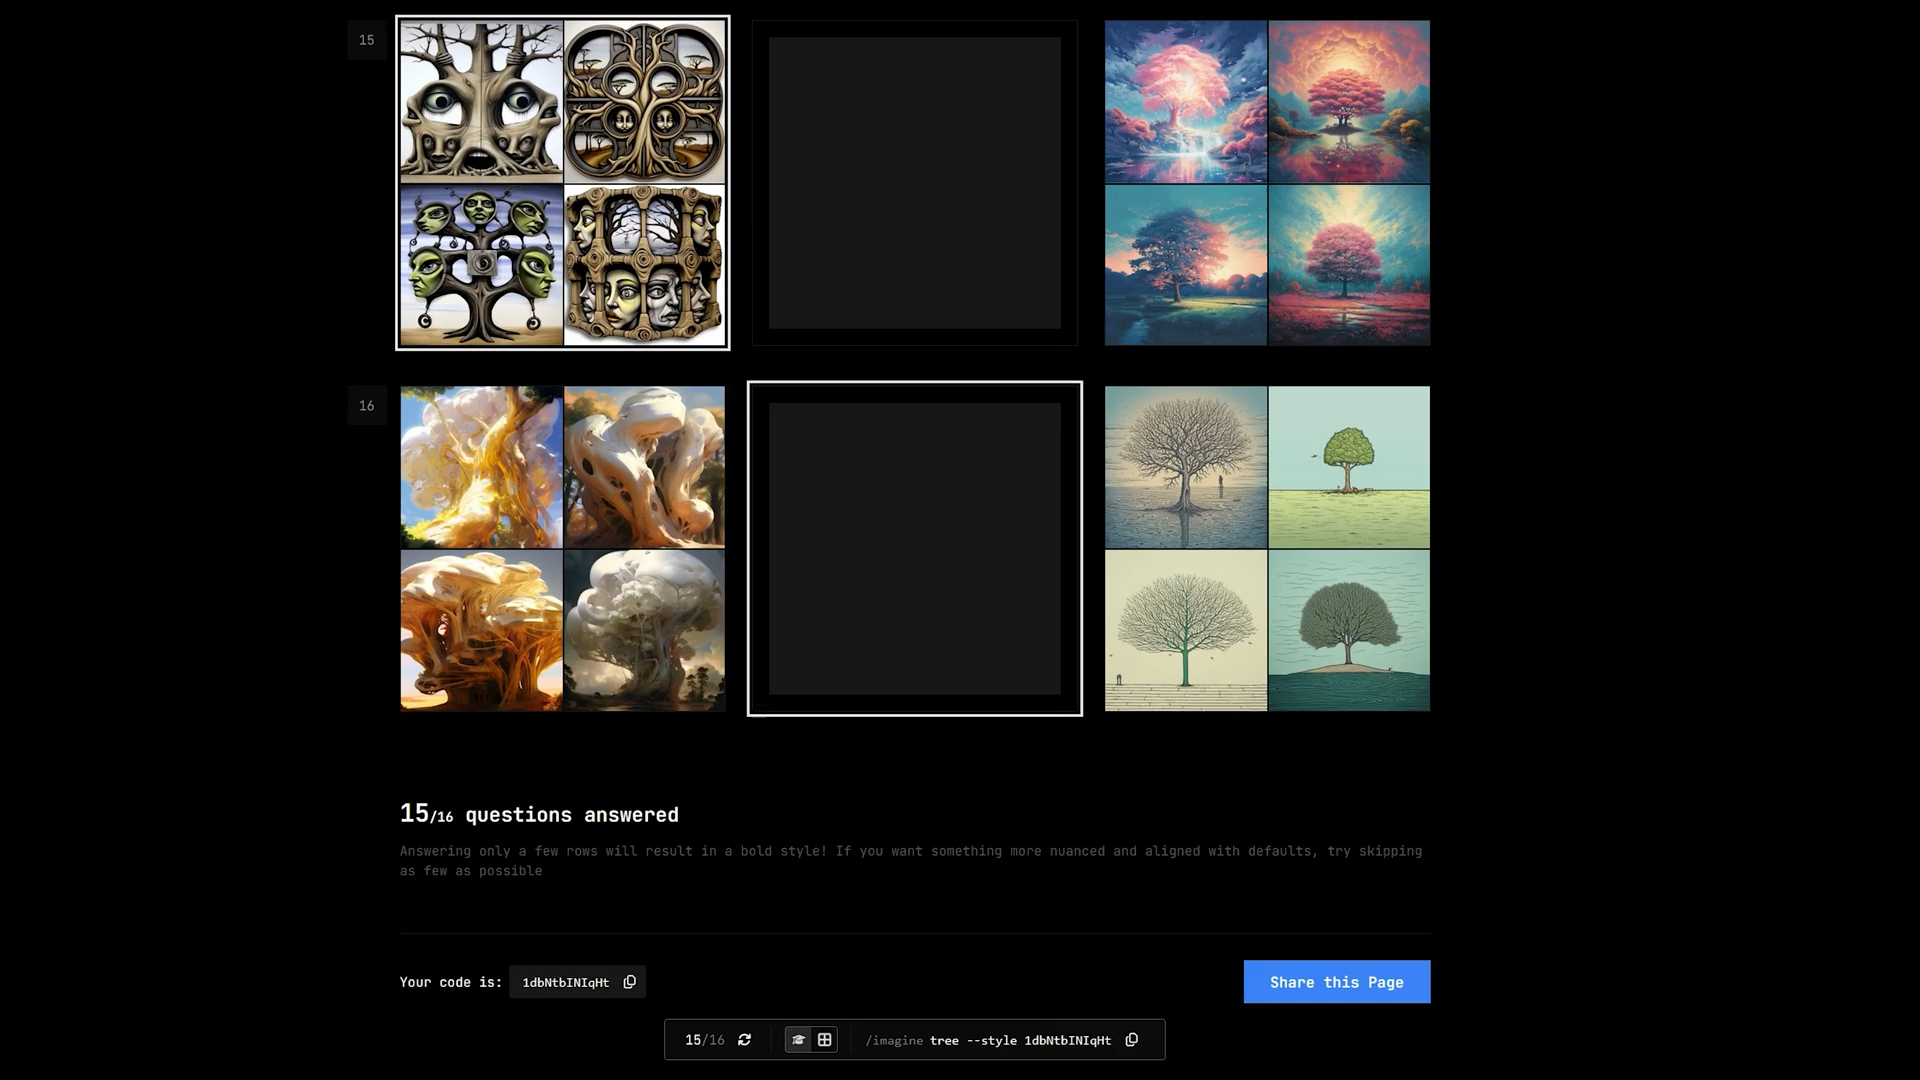 15
16
15/16 questions answered
Answering only a few rows will result in a bold style! If you want something more nuanced and aligned with defaults, try skipping
as few as possible
Your code is: 1dbNtbINIqHt
Share this Page
15/16 /imagine tree --style 1dbNtbINIqHt